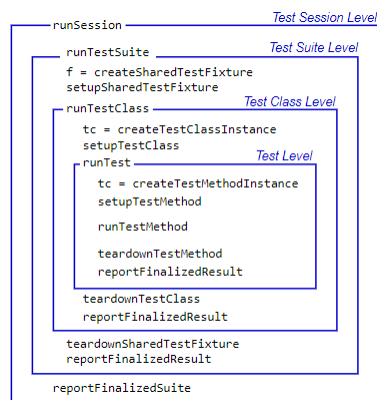 runSession
Test Session Level
runTestSuite
Test Suite Level
f = createSharedTestFixture
setupSharedTestFixture
runTestClass
Test Class Level
tc = createTestClassInstance
setupTestClass
runTest
Test Level
tc = createTestMethodInstance
setupTestMethod
runTestMethod
teardownTestMethod
reportFinalizedResult
teardownTestClass
reportFinalizedResult
teardownSharedTestFixture
reportFinalizedResult
reportFinalizedSuite